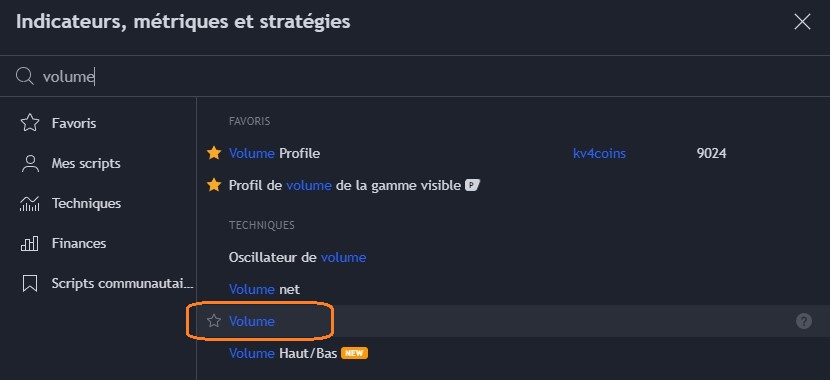 Indicateurs, métriques et stratégies
volume
Favoris
Mes scripts
Techniques
Finances
Scripts communautai...
FAVORIS
Volume Profile kv4coins 9024
Profil de volume de la gamme visible P
TECHNIQUES
Oscillateur de volume
Volume net
Volume ?
Volume Haut/Bas NEW